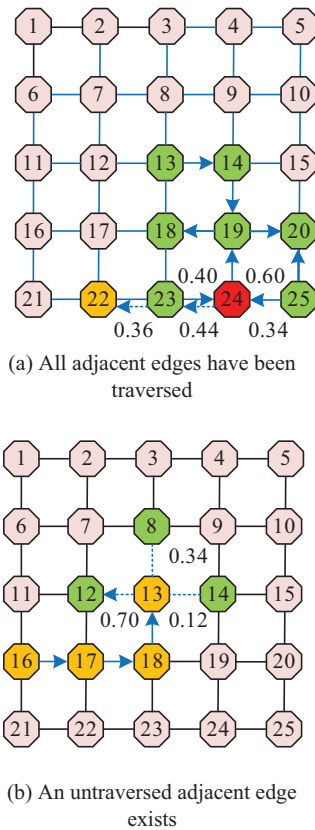 1 2 3 4 5
6 7 8 9 10
11 12 13 14 15
16 17 18 19 20
0.40 0.60
21 22 23 24 25
0.36 0.44 0.34
(a) All adjacent edges have been
traversed
1 2 3 4 5
6 7 8 9 10
0.34
11 12 13 14 15
0.70 0.12
16 17 18 19 20
21 22 23 24 25
(b) An untraversed adjacent edge
exists